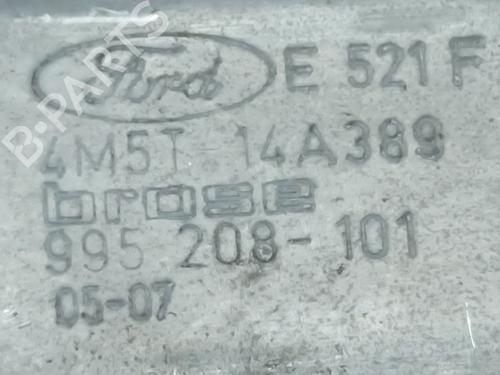 Ford E 521 F
4M5T 14A389
brose
995 208-101
05-07
B-PARTS